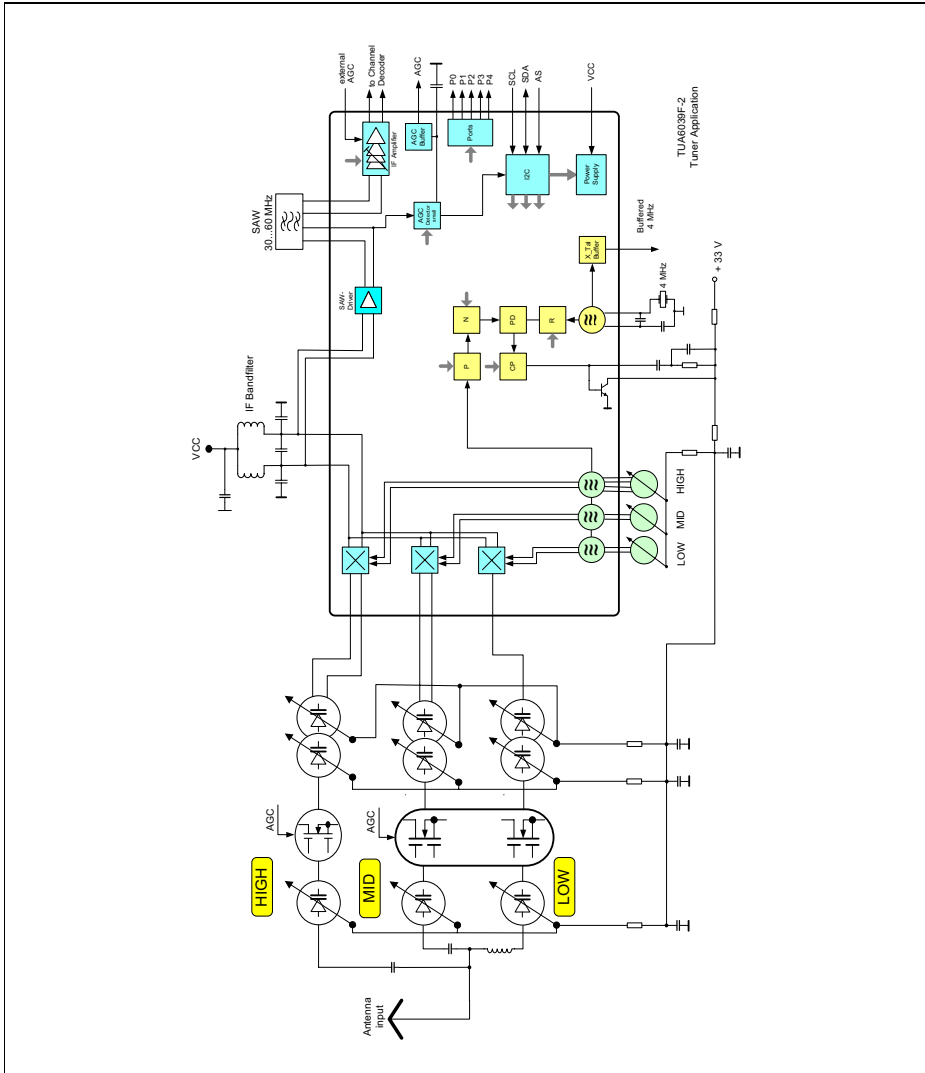 external
AGC
to Channel
Decoder
AGC
P0
P1
P2
P3
P4
SCL
SDA
AS
VCC
TUA6039F-2
Tuner Application
IF Amplifier
AGC
Buffer
Ports
I2C
Power
Supply
SAW
30...60 MHz
AGC
Detector
small
X_Tal
Buffer
Buffered
4 MHz
SAW-
Driver
N
PD
R
P
CP
4 MHz
+ 33 V
IF Bandfilter
VCC
HIGH
MID
LOW
AGC
AGC
HIGH
MID
LOW
Antenna
input